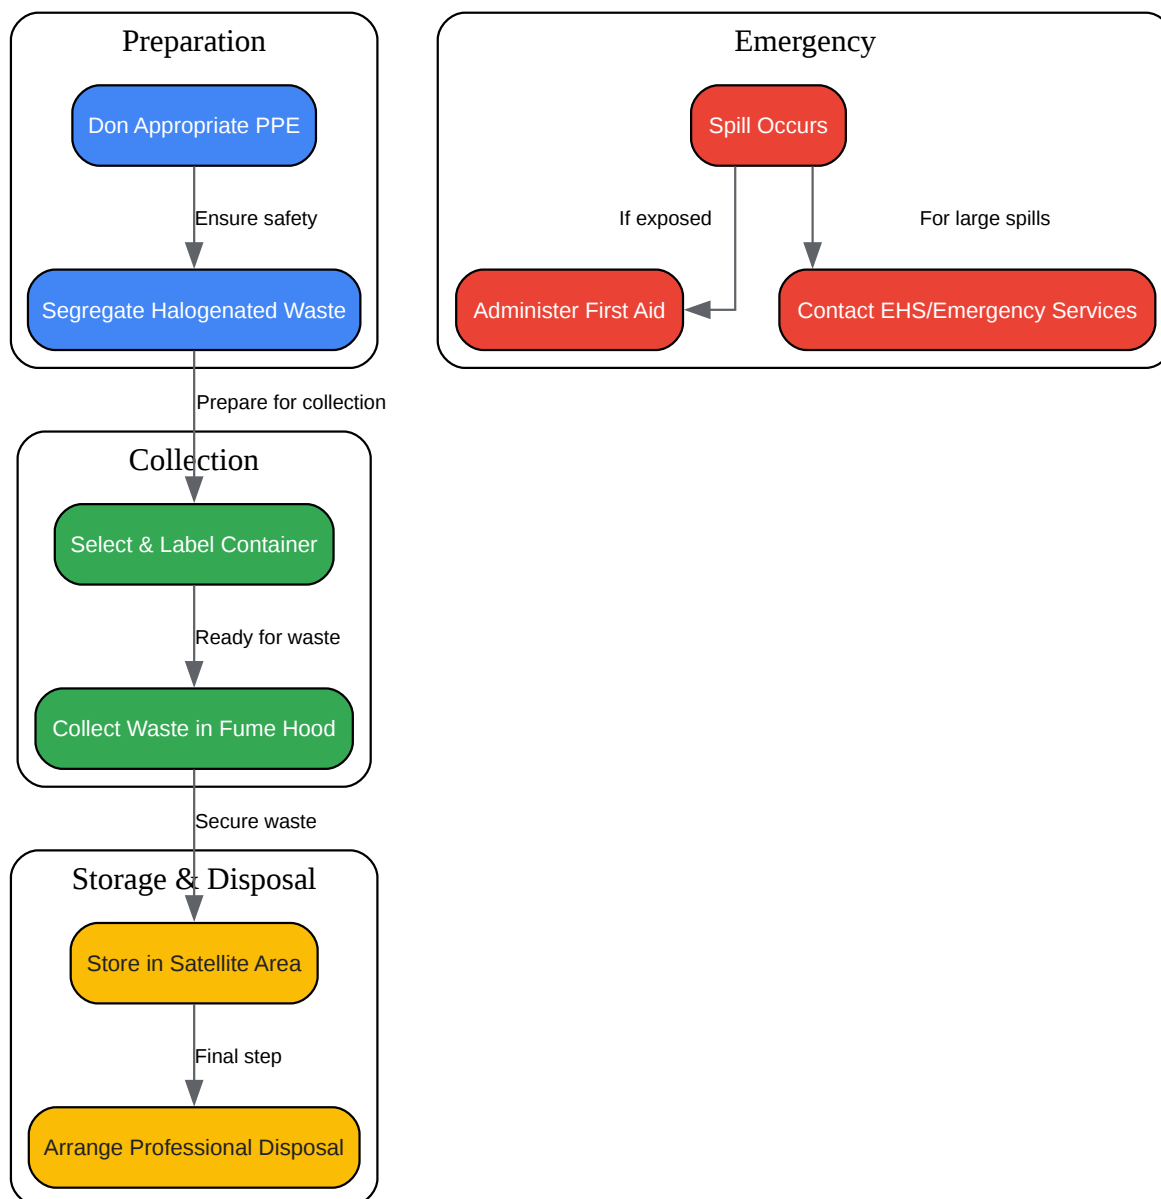 Preparation
Don Appropriate PPE
Ensure safety
Segregate Halogenated Waste
Prepare for collection
Collection
Select & Label Container
Ready for waste
Collect Waste in Fume Hood
Secure waste
Storage & Disposal
Store in Satellite Area
Final step
Arrange Professional Disposal
Emergency
Spill Occurs
If exposed
For large spills
Administer First Aid
Contact EHS/Emergency Services